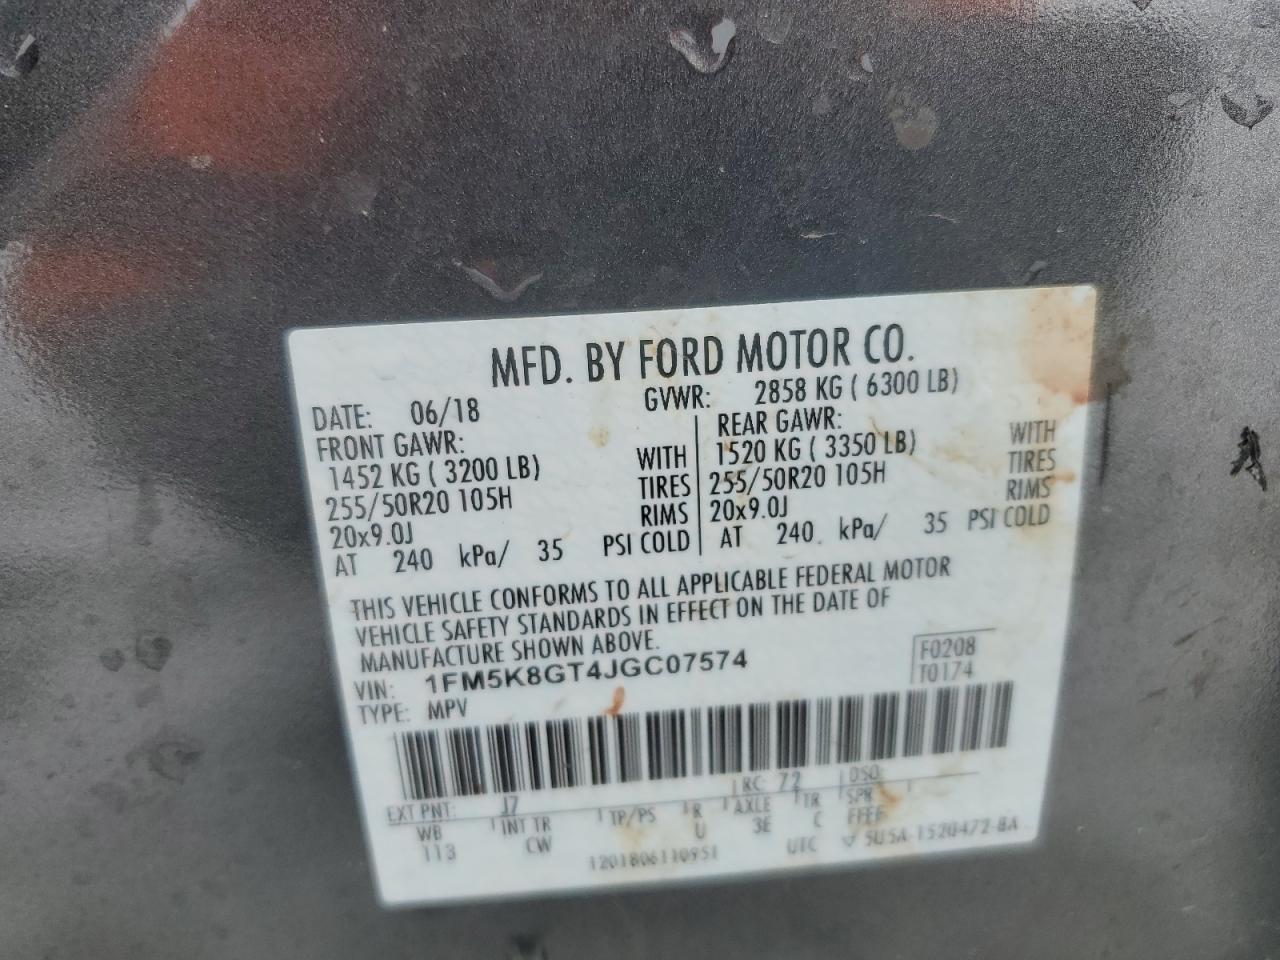 MFD. BY FORD MOTOR CO.
DATE: 06/18 GVWR: 2858 KG ( 6300 LB)
FRONT GAWR: REAR GAWR:
1452 KG ( 3200 LB) WITH 1520 KG ( 3350 LB) WITH
255/50R20 105H TIRES 255/50R20 105H TIRES
20x9.0J RIMS 20x9.0J RIMS
AT 240 kPa/ 35 PSI COLD AT 240 kPa/ 35 PSI COLD
THIS VEHICLE CONFORMS TO ALL APPLICABLE FEDERAL MOTOR
VEHICLE SAFETY STANDARDS IN EFFECT ON THE DATE OF
MANUFACTURE SHOWN ABOVE.
F0208
VIN: 1FM5K8GT4JGC07574
T0174
TYPE: MPV
EXT PNT: J7 RC: 72 DSO:
WB INT TR TP/PS R AXLE TR SPR
113 CW U 3E C FFFF
1201806110951 UTC 5U5A-1520472-BA